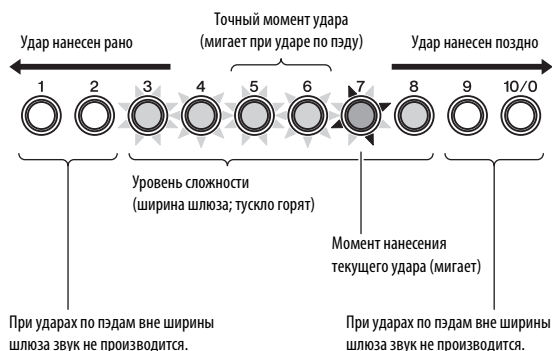 Точный момент удара
(мигает при ударе по пэду)
Удар нанесен рано
Удар нанесен поздно
1 2 3 4 5 6 7 8 9 10/0
Уровень сложности
(ширина шлюза; тускло горят)
Момент нанесения
текущего удара (мигает)
При ударах по пэдам вне ширины
шлюза звук не производится.
При ударах по пэдам вне ширины
шлюза звук не производится.